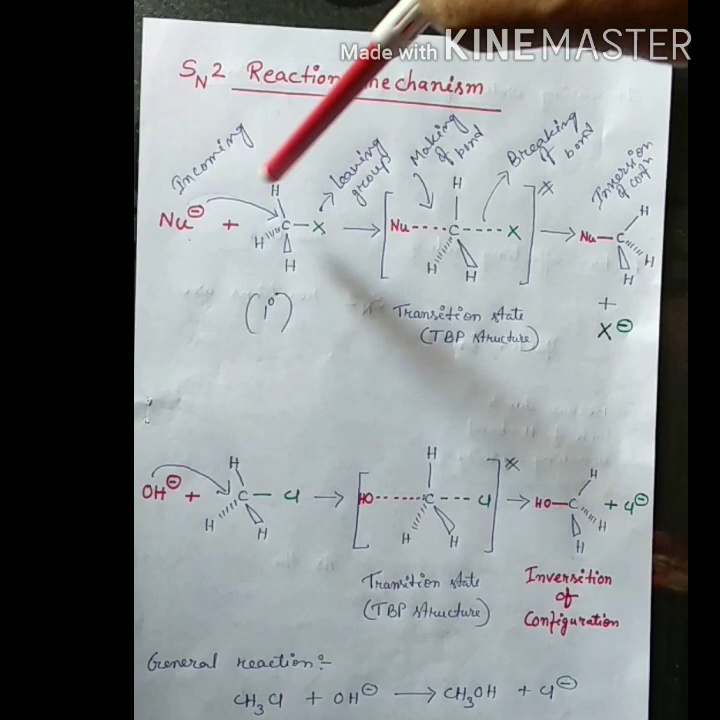 Made with KINEMASTER
SN2 Reaction mechanism
Incoming
Leaving
group
Making
of bond
Breaking
of bond
Inversion
of confn
Nu⊖ + H H H C — X → [Nu ---- C ---- X H H H]* → Nu — C H H H
+
X⊖
(1°)
Transition state
(TBP structure)
OH⊖ + H H H C — Cl → [HO ---- C --- Cl H H H]* → HO — C H H H + Cl⊖
Transition state
(TBP structure)
Inversition
of
Configuration
General reaction:-
CH3Cl + OH⊖ → CH3OH + Cl⊖